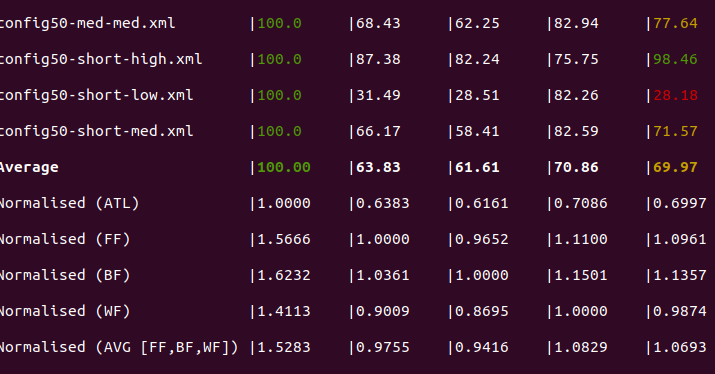 config50-med-med.xml |100.0 |68.43 |62.25 |82.94 |77.64
config50-short-high.xml |100.0 |87.38 |82.24 |75.75 |98.46
config50-short-low.xml |100.0 |31.49 |28.51 |82.26 |28.18
config50-short-med.xml |100.0 |66.17 |58.41 |82.59 |71.57
Average |100.00 |63.83 |61.61 |70.86 |69.97
Normalised (ATL) |1.0000 |0.6383 |0.6161 |0.7086 |0.6997
Normalised (FF) |1.5666 |1.0000 |0.9652 |1.1100 |1.0961
Normalised (BF) |1.6232 |1.0361 |1.0000 |1.1501 |1.1357
Normalised (WF) |1.4113 |0.9009 |0.8695 |1.0000 |0.9874
Normalised (AVG [FF,BF,WF]) |1.5283 |0.9755 |0.9416 |1.0829 |1.0693